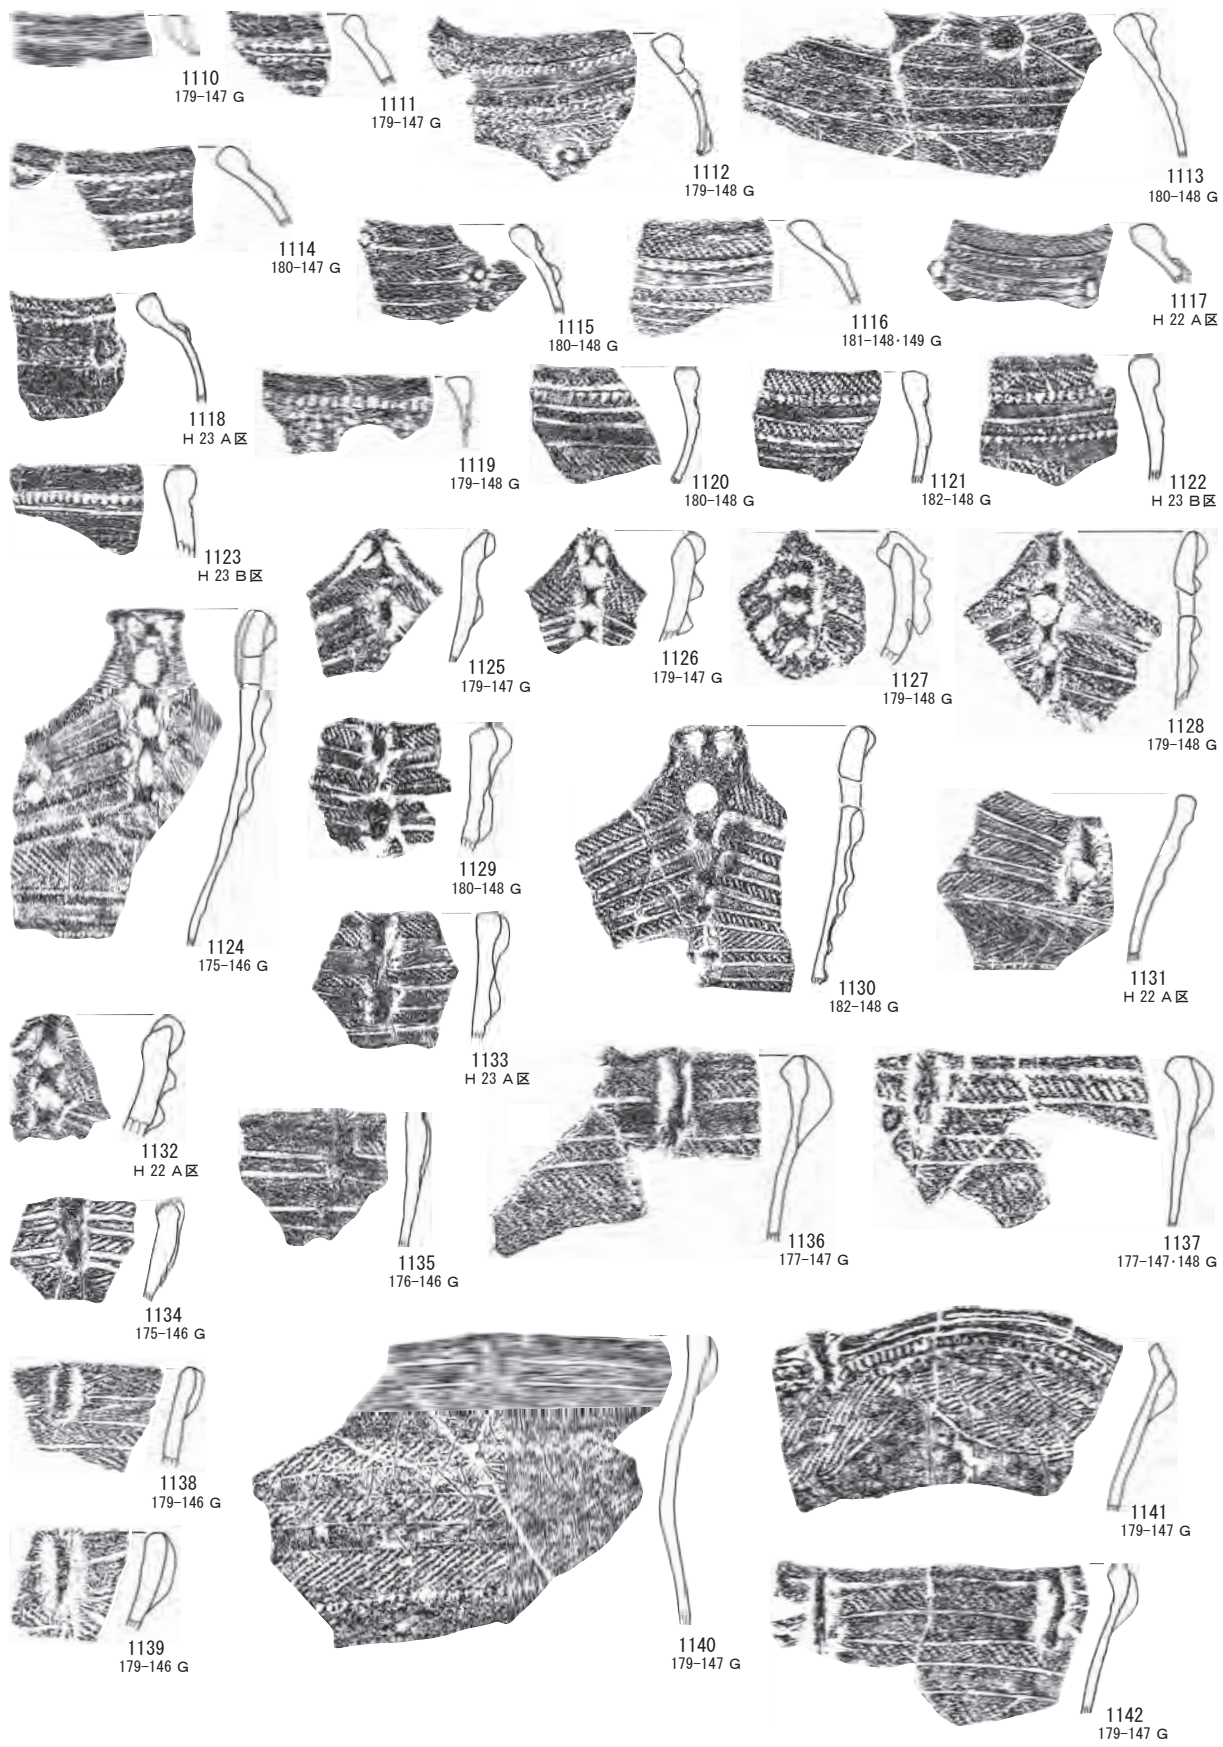 1110
179-147 G
1111
179-147 G
1112
179-148 G
1113
180-148 G
1114
180-147 G
1115
180-148 G
1116
181-148・149 G
1117
H 22 A区
1118
H 23 A区
1119
179-148 G
1120
180-148 G
1121
182-148 G
1122
H 23 B区
1123
H 23 B区
1124
175-146 G
1125
179-147 G
1126
179-147 G
1127
179-148 G
1128
179-148 G
1129
180-148 G
1130
182-148 G
1131
H 22 A区
1132
H 22 A区
1133
H 23 A区
1134
175-146 G
1135
176-146 G
1136
177-147 G
1137
177-147・148 G
1138
179-146 G
1139
179-146 G
1140
179-147 G
1141
179-147 G
1142
179-147 G